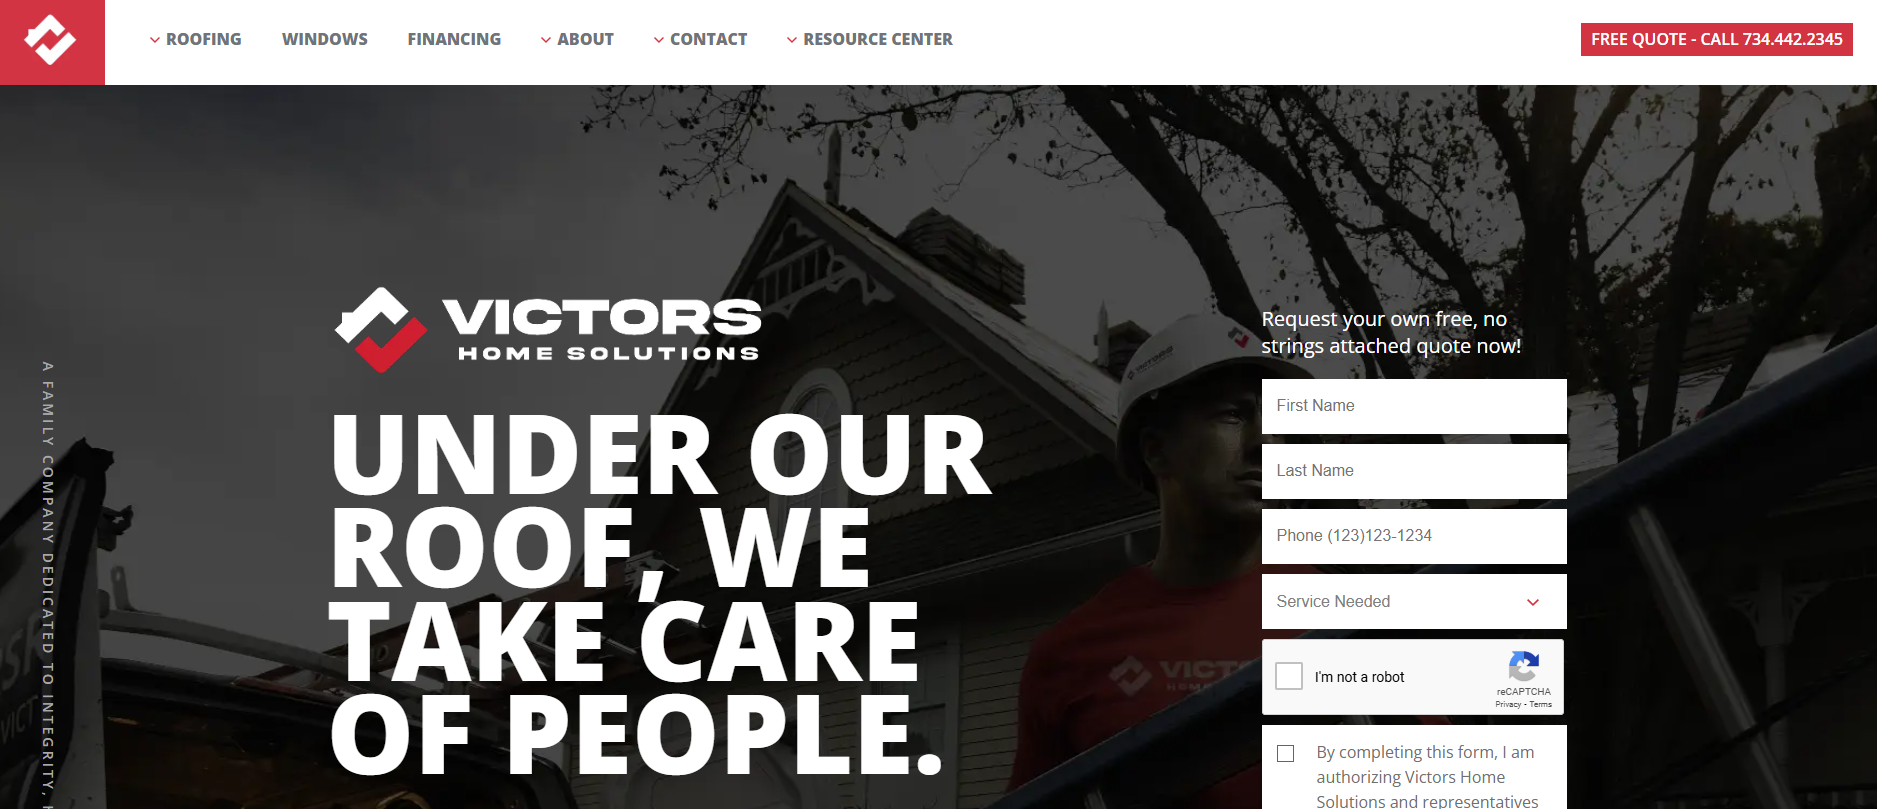 ROOFING WINDOWS FINANCING ABOUT CONTACT RESOURCE CENTER FREE QUOTE - CALL 734.442.2345
VICTORS
HOME SOLUTIONS
UNDER OUR
ROOF, WE
TAKE CARE
OF PEOPLE.
A FAMILY COMPANY DEDICATED TO INTEGRITY,
Request your own free, no
strings attached quote now!
First Name
Last Name
Phone (123)123-1234
Service Needed
I'm not a robot
reCAPTCHA
Privacy - Terms
By completing this form, I am
authorizing Victors Home
Solutions and representatives
VICTORS